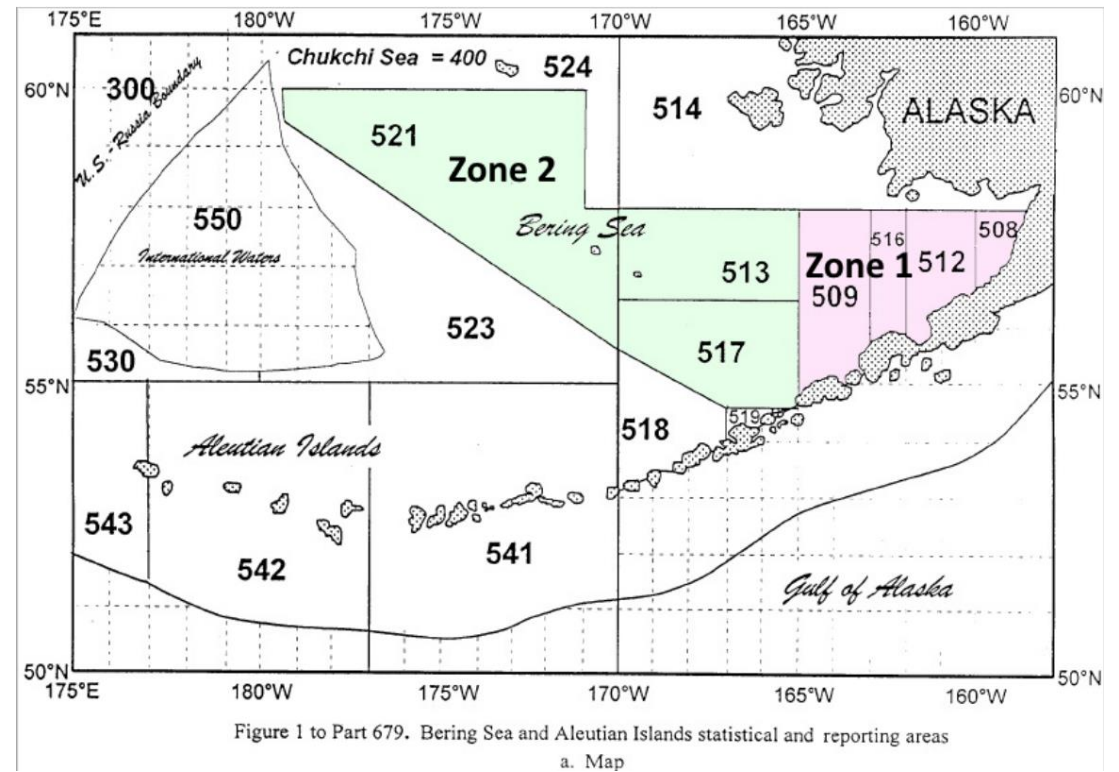 175°E 180°W 175°W 170°W 165°W 160°W
Chukchi Sea = 400 524
300
U.S. - Russia Boundary
60°N 60°N
514
ALASKA
521
Zone 2
550
International Waters
Bering Sea
516 508
513 Zone 1 512
509
523
517
530
55°N 55°N
519
518
Aleutian Islands
543
542 541
Gulf of Alaska
50°N 50°N
175°E 180°W 175°W 170°W 165°W 160°W
Figure 1 to Part 679. Bering Sea and Aleutian Islands statistical and reporting areas
a. Map